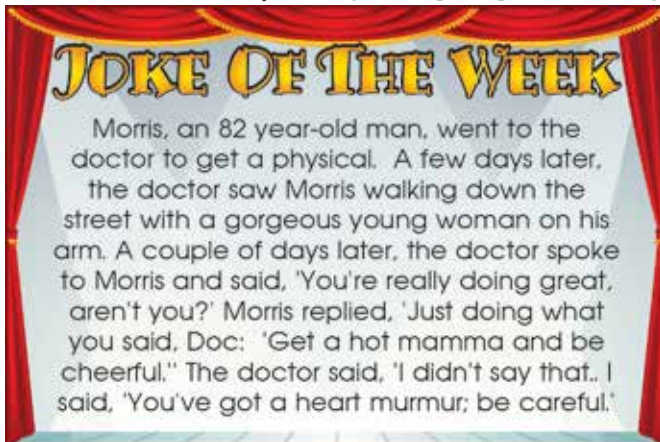 JOKE OF THE WEEK
Morris, an 82 year-old man, went to the
doctor to get a physical. A few days later,
the doctor saw Morris walking down the
street with a gorgeous young woman on his
arm. A couple of days later, the doctor spoke
to Morris and said, 'You're really doing great,
aren't you?' Morris replied, 'Just doing what
you said, Doc: 'Get a hot mamma and be
cheerful.'' The doctor said, 'I didn't say that.. I
said, 'You've got a heart murmur; be careful.'